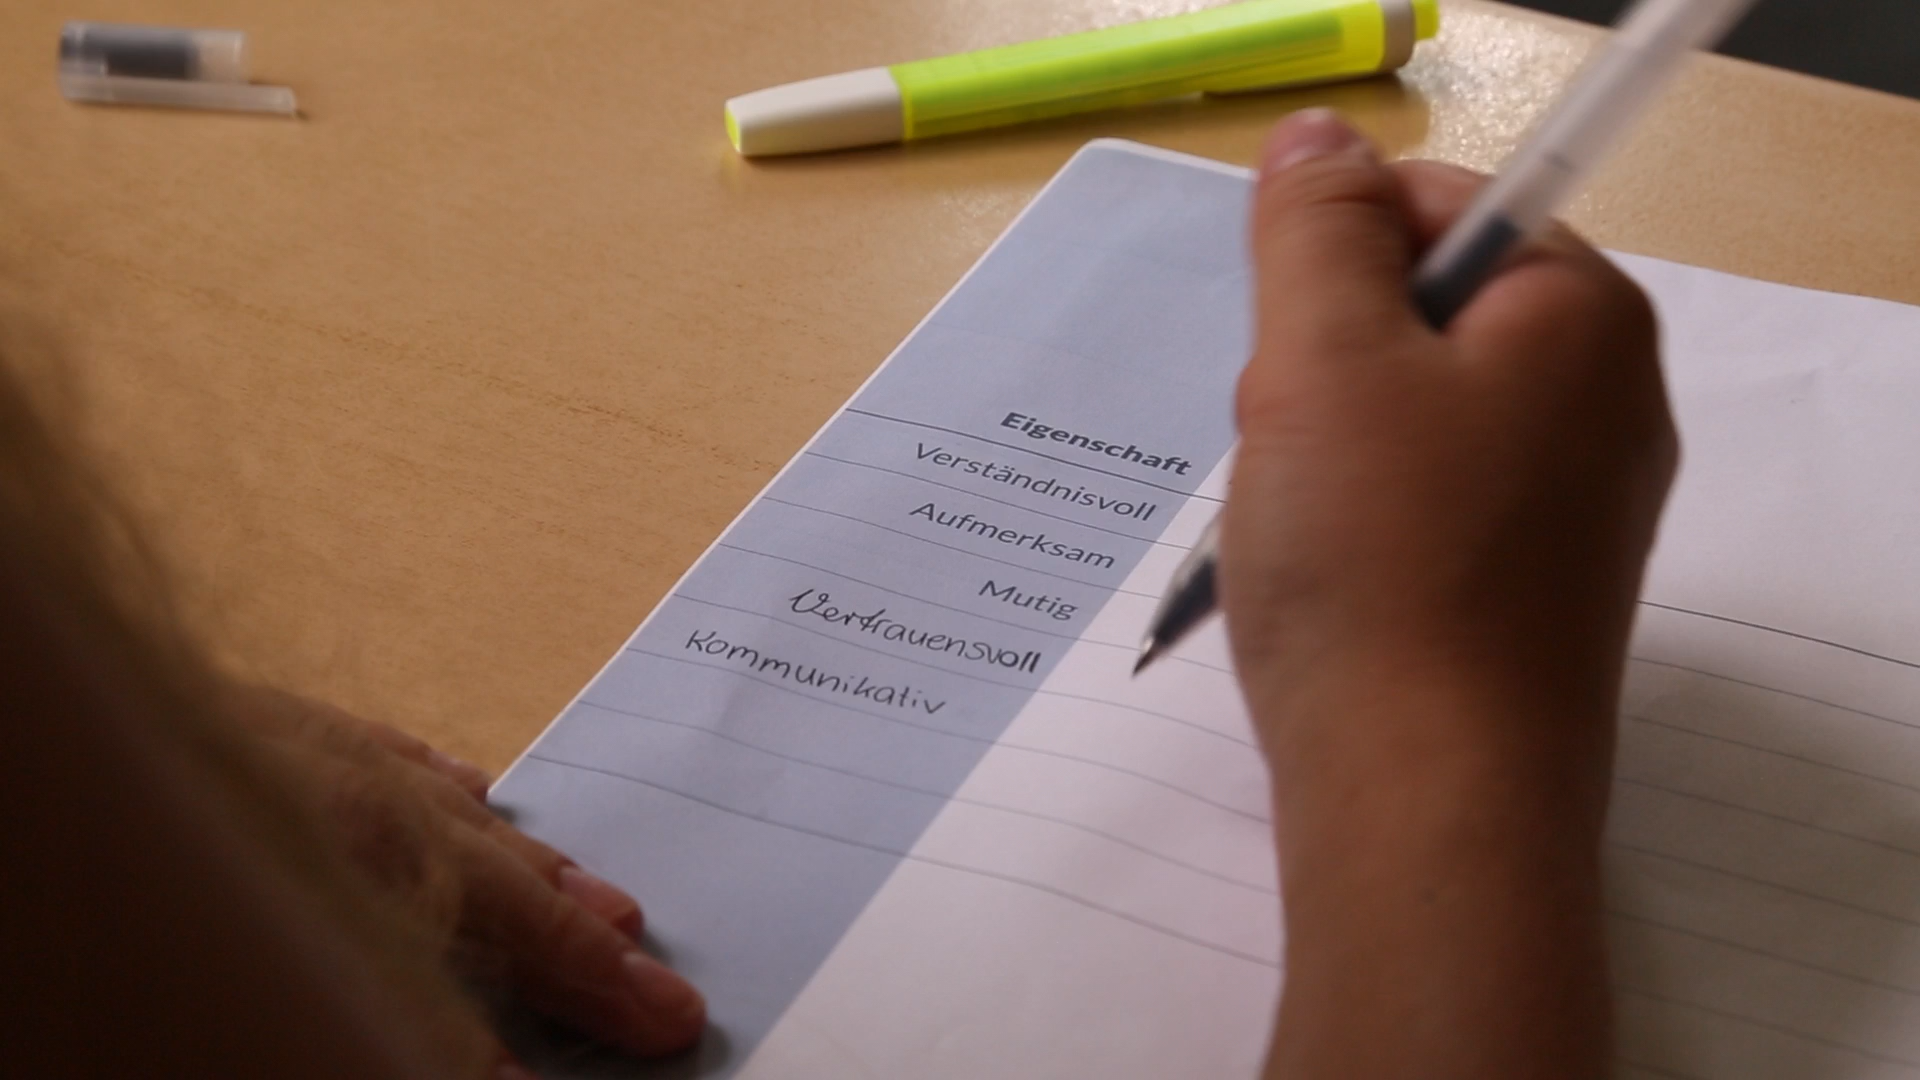 Eigenschaft
Verständnisvoll
Aufmerksam
Mutig
Vertrauensvoll
Kommunikativ